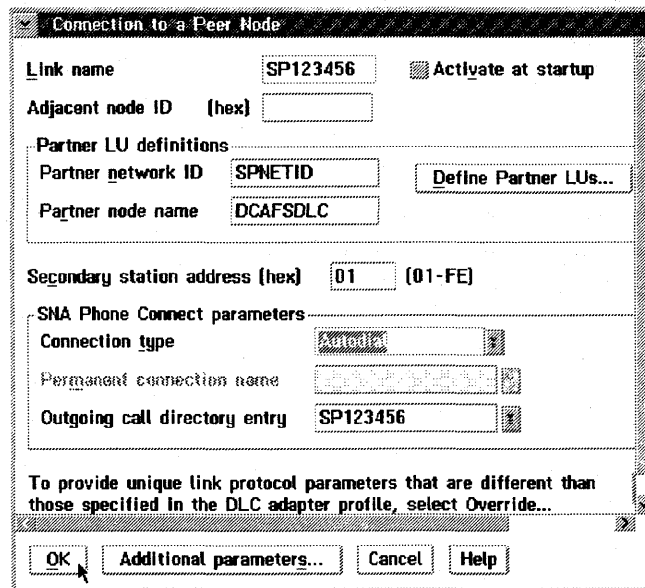 Connection to a Peer Node
Link name SP123456 Activate at startup
Adjacent node ID (hex)
Partner LU definitions
Partner network ID SPNETID Define Partner LUs...
Partner node name DCAFSDLC
Secondary station address (hex) 01 (01-FE)
SNA Phone Connect parameters
Connection type Autodial
Permanent connection name
Outgoing call directory entry SP123456
To provide unique link protocol parameters that are different than
those specified in the DLC adapter profile, select Override...
OK Additional parameters... Cancel Help